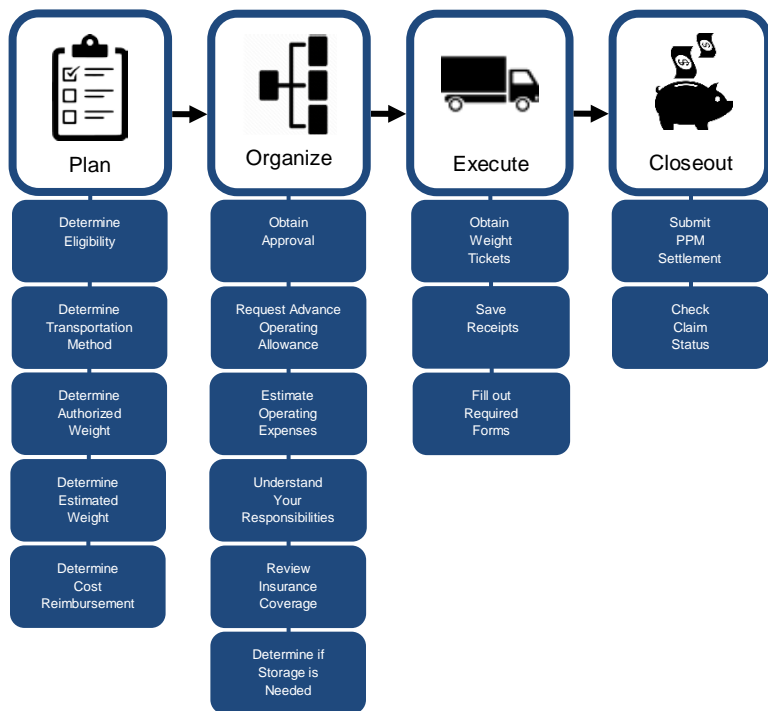 Plan
Determine
Eligibility
Determine
Transportation
Method
Determine
Authorized
Weight
Determine
Estimated
Weight
Determine
Cost
Reimbursement
Organize
Obtain
Approval
Request Advance
Operating
Allowance
Estimate
Operating
Expenses
Understand
Your
Responsibilities
Review
Insurance
Coverage
Determine if
Storage is
Needed
Execute
Obtain
Weight
Tickets
Save
Receipts
Fill out
Required
Forms
$
$
Closeout
Submit
PPM
Settlement
Check
Claim
Status